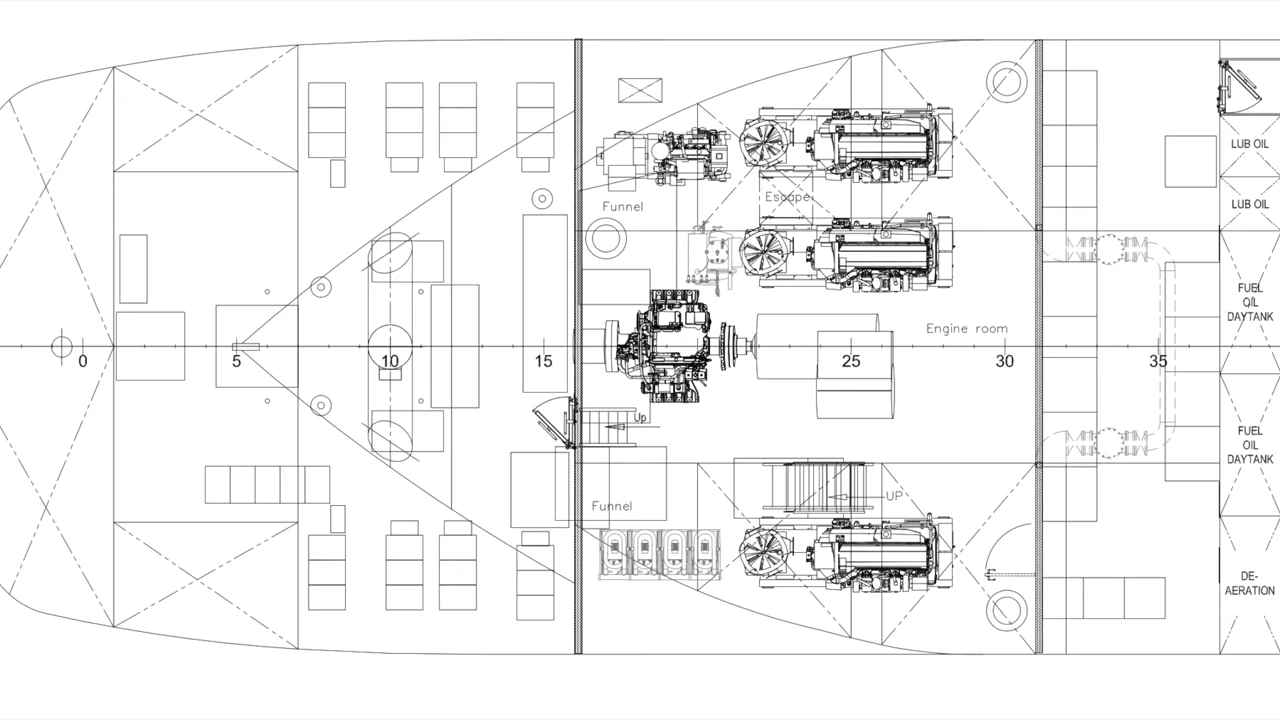 LUB OIL
LUB OIL
Funnel
Escape
FUEL
OIL
DAYTANK
Engine room
0
5
10
15
25
30
35
Up
FUEL
OIL
DAYTANK
UP
Funnel
DE-
AERATION